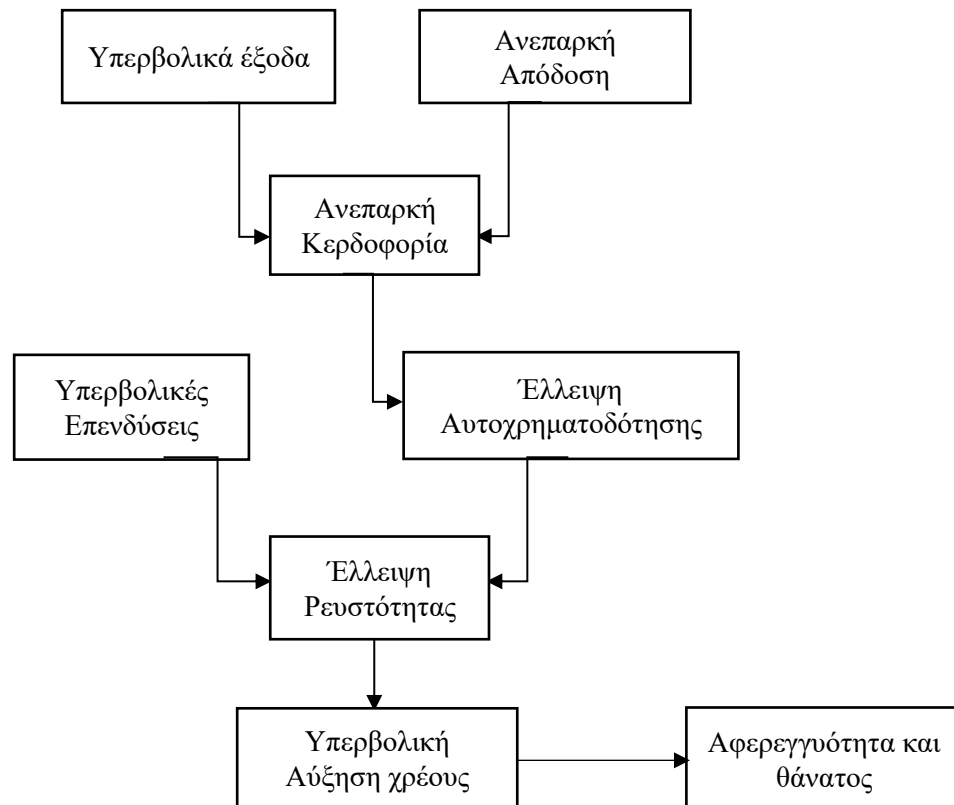 Υπερβολικά έξοδα
Ανεπαρκή
Απόδοση
Ανεπαρκή
Κερδοφορία
Υπερβολικές
Επενδύσεις
Έλλειψη
Αυτοχρηματοδότησης
Έλλειψη
Ρευστότητας
Υπερβολική
Αύξηση χρέους
Αφερεγγυότητα και
θάνατος